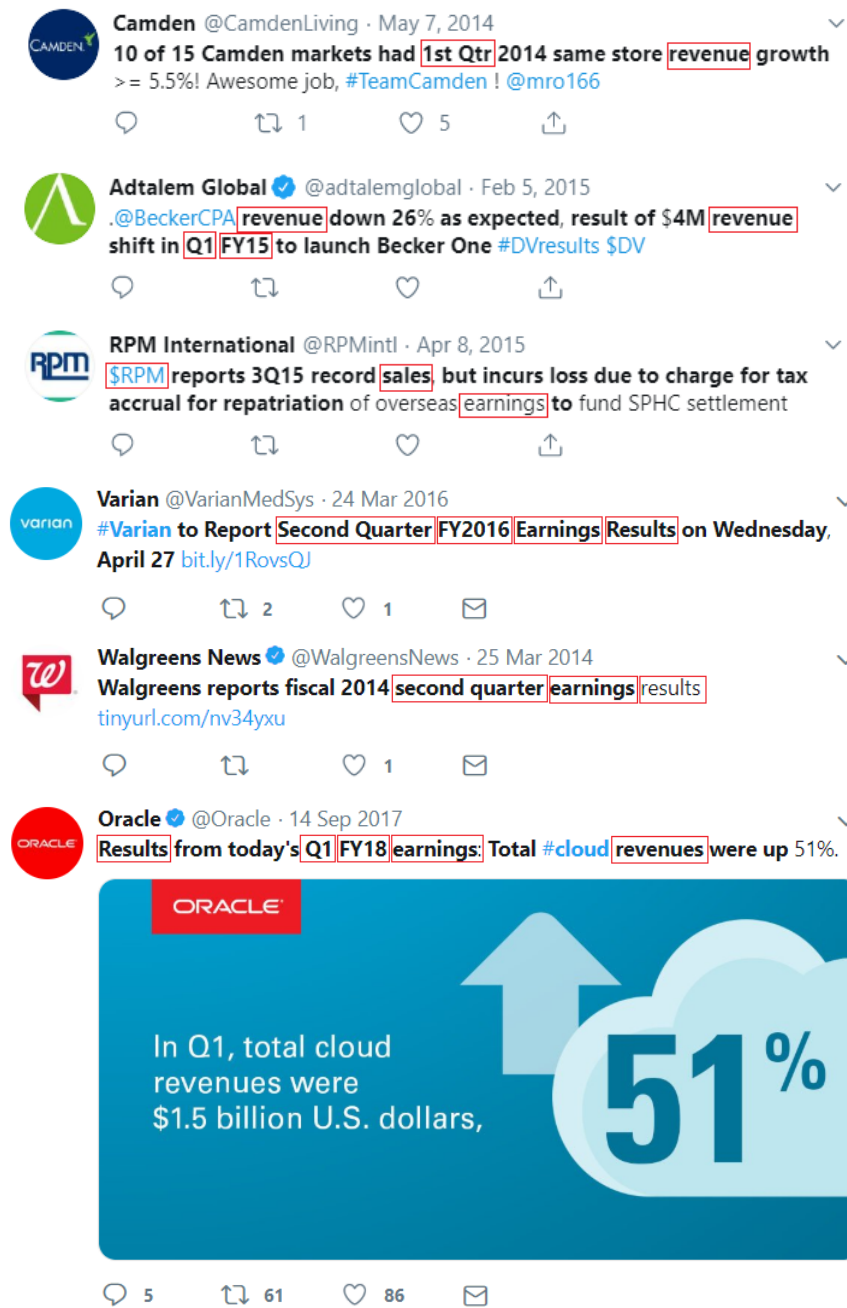 CAMDEN
Camden @CamdenLiving · May 7, 2014
10 of 15 Camden markets had 1st Qtr 2014 same store revenue growth
>= 5.5%! Awesome job, #TeamCamden ! @mro166
1 5
Adtalem Global @adtalemglobal · Feb 5, 2015
.@BeckerCPA revenue down 26% as expected, result of $4M revenue
shift in Q1 FY15 to launch Becker One #DVresults $DV
RPM
RPM International @RPMintl · Apr 8, 2015
$RPM reports 3Q15 record sales, but incurs loss due to charge for tax
accrual for repatriation of overseas earnings to fund SPHC settlement
varian
Varian @VarianMedSys · 24 Mar 2016
#Varian to Report Second Quarter FY2016 Earnings Results on Wednesday,
April 27 bit.ly/1RovsQJ
2 1
W
Walgreens News @WalgreensNews · 25 Mar 2014
Walgreens reports fiscal 2014 second quarter earnings results
tinyurl.com/nv34yxu
1
ORACLE
Oracle @Oracle · 14 Sep 2017
Results from today's Q1 FY18 earnings: Total #cloud revenues were up 51%.
ORACLE
In Q1, total cloud
revenues were
$1.5 billion U.S. dollars,
51%
5 61 86